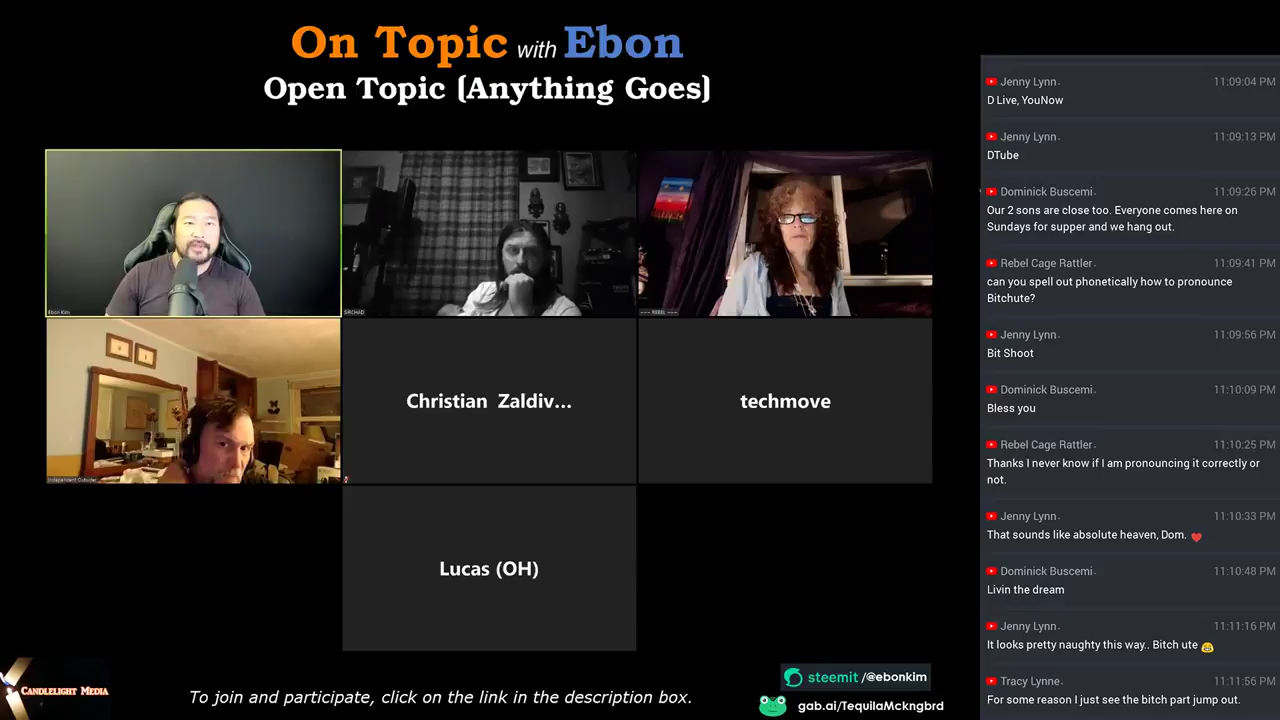 On Topic with Ebon
Open Topic (Anything Goes)
Ebon Kim
SIRCHAD
~~~ REBEL ~~~
Independent Outsider
Christian Zaldiv...
techmove
Lucas (OH)
CANDLELIGHT MEDIA
To join and participate, click on the link in the description box.
steemit /@ebonkim
gab.ai/TequilaMckngbrd
Jenny Lynn. 11:09:04 PM
D Live, YouNow
Jenny Lynn. 11:09:13 PM
DTube
Dominick Buscemi. 11:09:26 PM
Our 2 sons are close too. Everyone comes here on
Sundays for supper and we hang out.
Rebel Cage Rattler. 11:09:41 PM
can you spell out phonetically how to pronounce
Bitchute?
Jenny Lynn. 11:09:56 PM
Bit Shoot
Dominick Buscemi. 11:10:09 PM
Bless you
Rebel Cage Rattler. 11:10:25 PM
Thanks I never know if I am pronouncing it correctly or
not.
Jenny Lynn. 11:10:33 PM
That sounds like absolute heaven, Dom. ❤️
Dominick Buscemi. 11:10:48 PM
Livin the dream
Jenny Lynn. 11:11:16 PM
It looks pretty naughty this way.. Bitch ute 😂
Tracy Lynne. 11:11:56 PM
For some reason I just see the bitch part jump out.